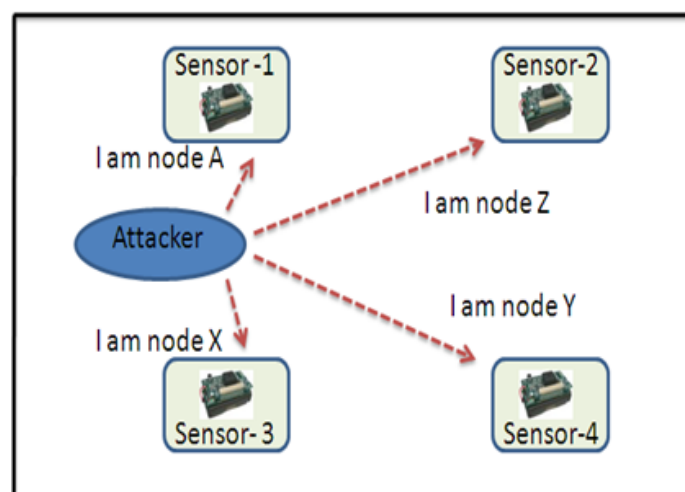 Sensor -1
Sensor-2
I am node A
I am node Z
Attacker
I am node Y
I am node X
Sensor- 3
Sensor-4